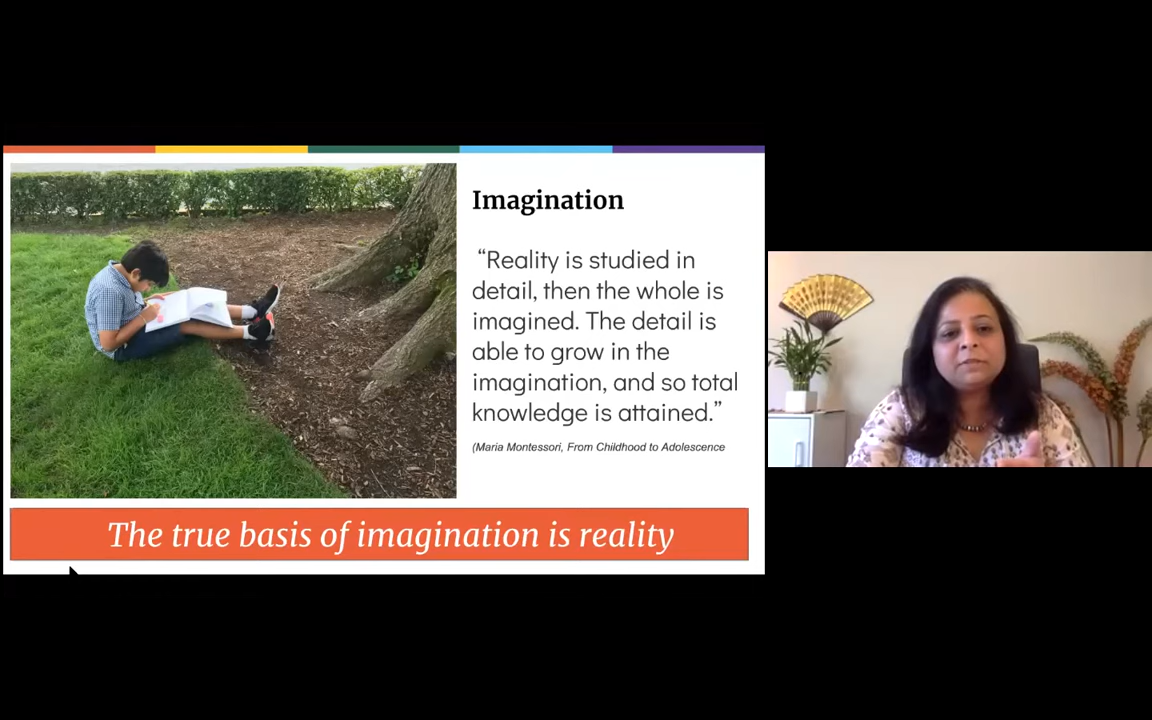 Imagination
“Reality is studied in
detail, then the whole is
imagined. The detail is
able to grow in the
imagination, and so total
knowledge is attained.”
(Maria Montessori, From Childhood to Adolescence
The true basis of imagination is reality